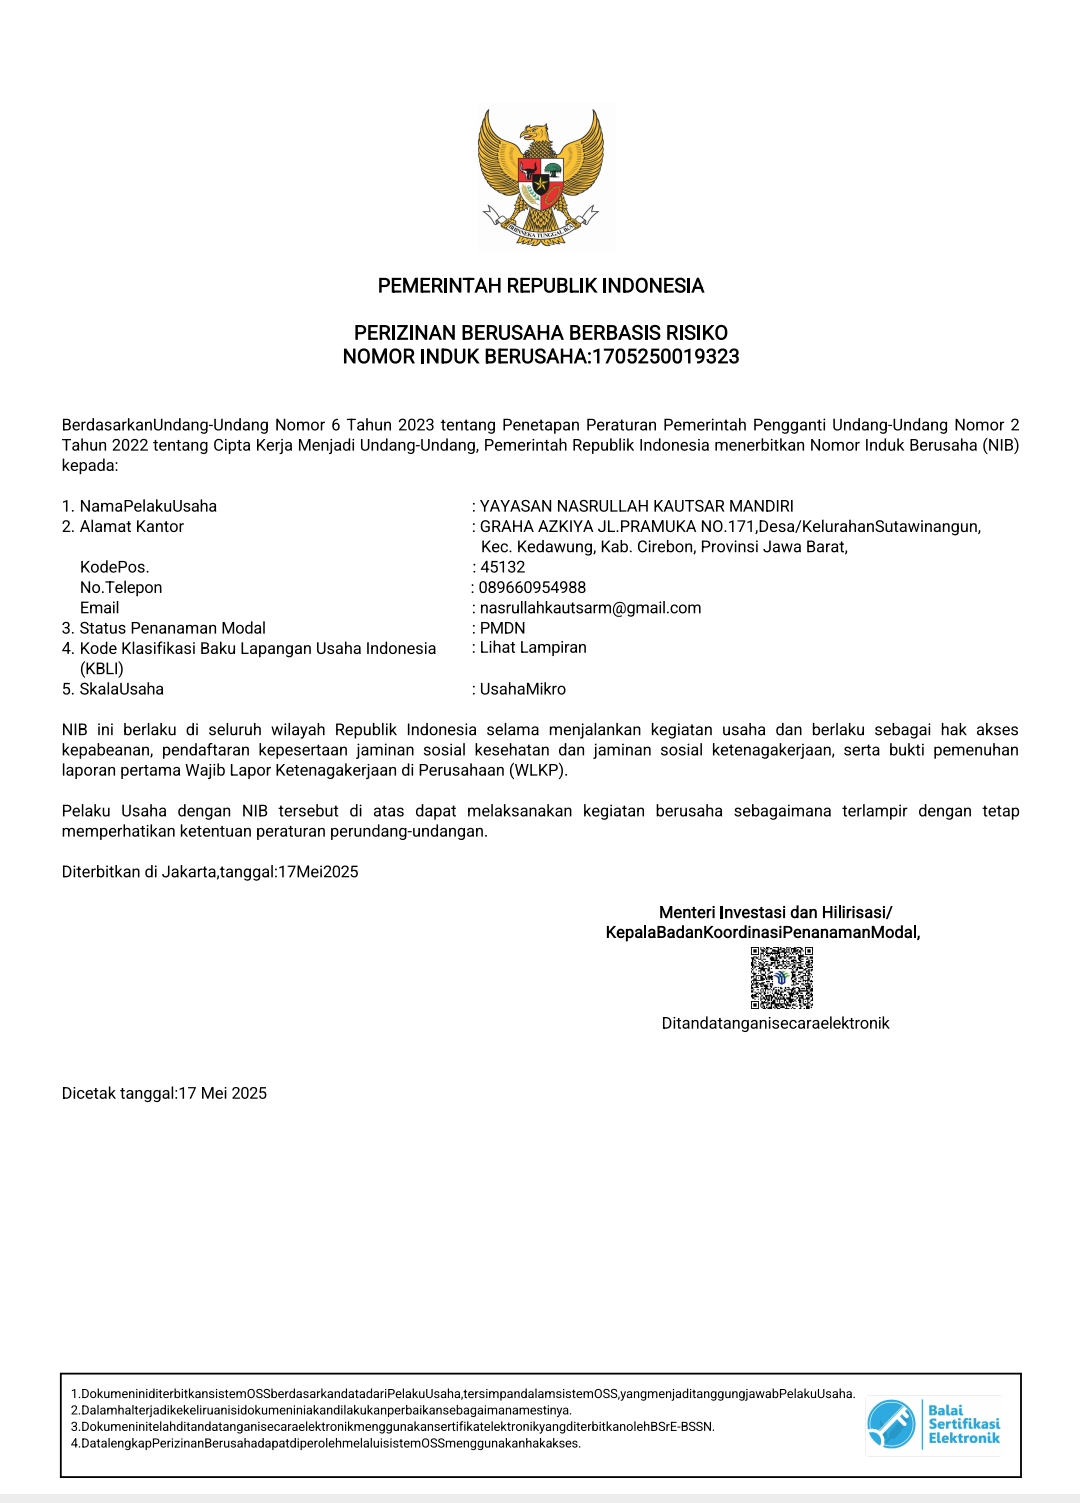 BHINNEKA TUNGGAL IKA
PEMERINTAH REPUBLIK INDONESIA
PERIZINAN BERUSAHA BERBASIS RISIKO
NOMOR INDUK BERUSAHA:1705250019323
BerdasarkanUndang-Undang Nomor 6 Tahun 2023 tentang Penetapan Peraturan Pemerintah Pengganti Undang-Undang Nomor 2
Tahun 2022 tentang Cipta Kerja Menjadi Undang-Undang, Pemerintah Republik Indonesia menerbitkan Nomor Induk Berusaha (NIB)
kepada:
1. NamaPelakuUsaha : YAYASAN NASRULLAH KAUTSAR MANDIRI
2. Alamat Kantor : GRAHA AZKIYA JL.PRAMUKA NO.171,Desa/KelurahanSutawinangun,
Kec. Kedawung, Kab. Cirebon, Provinsi Jawa Barat,
KodePos. : 45132
No.Telepon : 089660954988
Email : nasrullahkautsarm@gmail.com
3. Status Penanaman Modal : PMDN
4. Kode Klasifikasi Baku Lapangan Usaha Indonesia : Lihat Lampiran
(KBLI)
5. SkalaUsaha : UsahaMikro
NIB ini berlaku di seluruh wilayah Republik Indonesia selama menjalankan kegiatan usaha dan berlaku sebagai hak akses
kepabeanan, pendaftaran kepesertaan jaminan sosial kesehatan dan jaminan sosial ketenagakerjaan, serta bukti pemenuhan
laporan pertama Wajib Lapor Ketenagakerjaan di Perusahaan (WLKP).
Pelaku Usaha dengan NIB tersebut di atas dapat melaksanakan kegiatan berusaha sebagaimana terlampir dengan tetap
memperhatikan ketentuan peraturan perundang-undangan.
Diterbitkan di Jakarta,tanggal:17Mei2025
Menteri Investasi dan Hilirisasi/
KepalaBadanKoordinasiPenanamanModal,
Ditandatanganisecaraelektronik
Dicetak tanggal:17 Mei 2025
1.DokumeniniditerbitkansistemOSSberdasarkandatadariPelakuUsaha,tersimpandalamsistemOSS,yangmenjaditanggungjawabPelakuUsaha.
2.Dalamhalterjadikekeliruanisidokumeniniakandilakukanperbaikansebagaimanamestinya.
3.DokumeninitelahditandatanganisecaraelektronikmenggunakansertifikatelektronikyangditerbitkanolehBSrE-BSSN.
4.DatalengkapPerizinanBerusahadapatdiperolehmelaluisistemOSSmenggunakanhakakses.
Balai
Sertifikasi
Elektronik